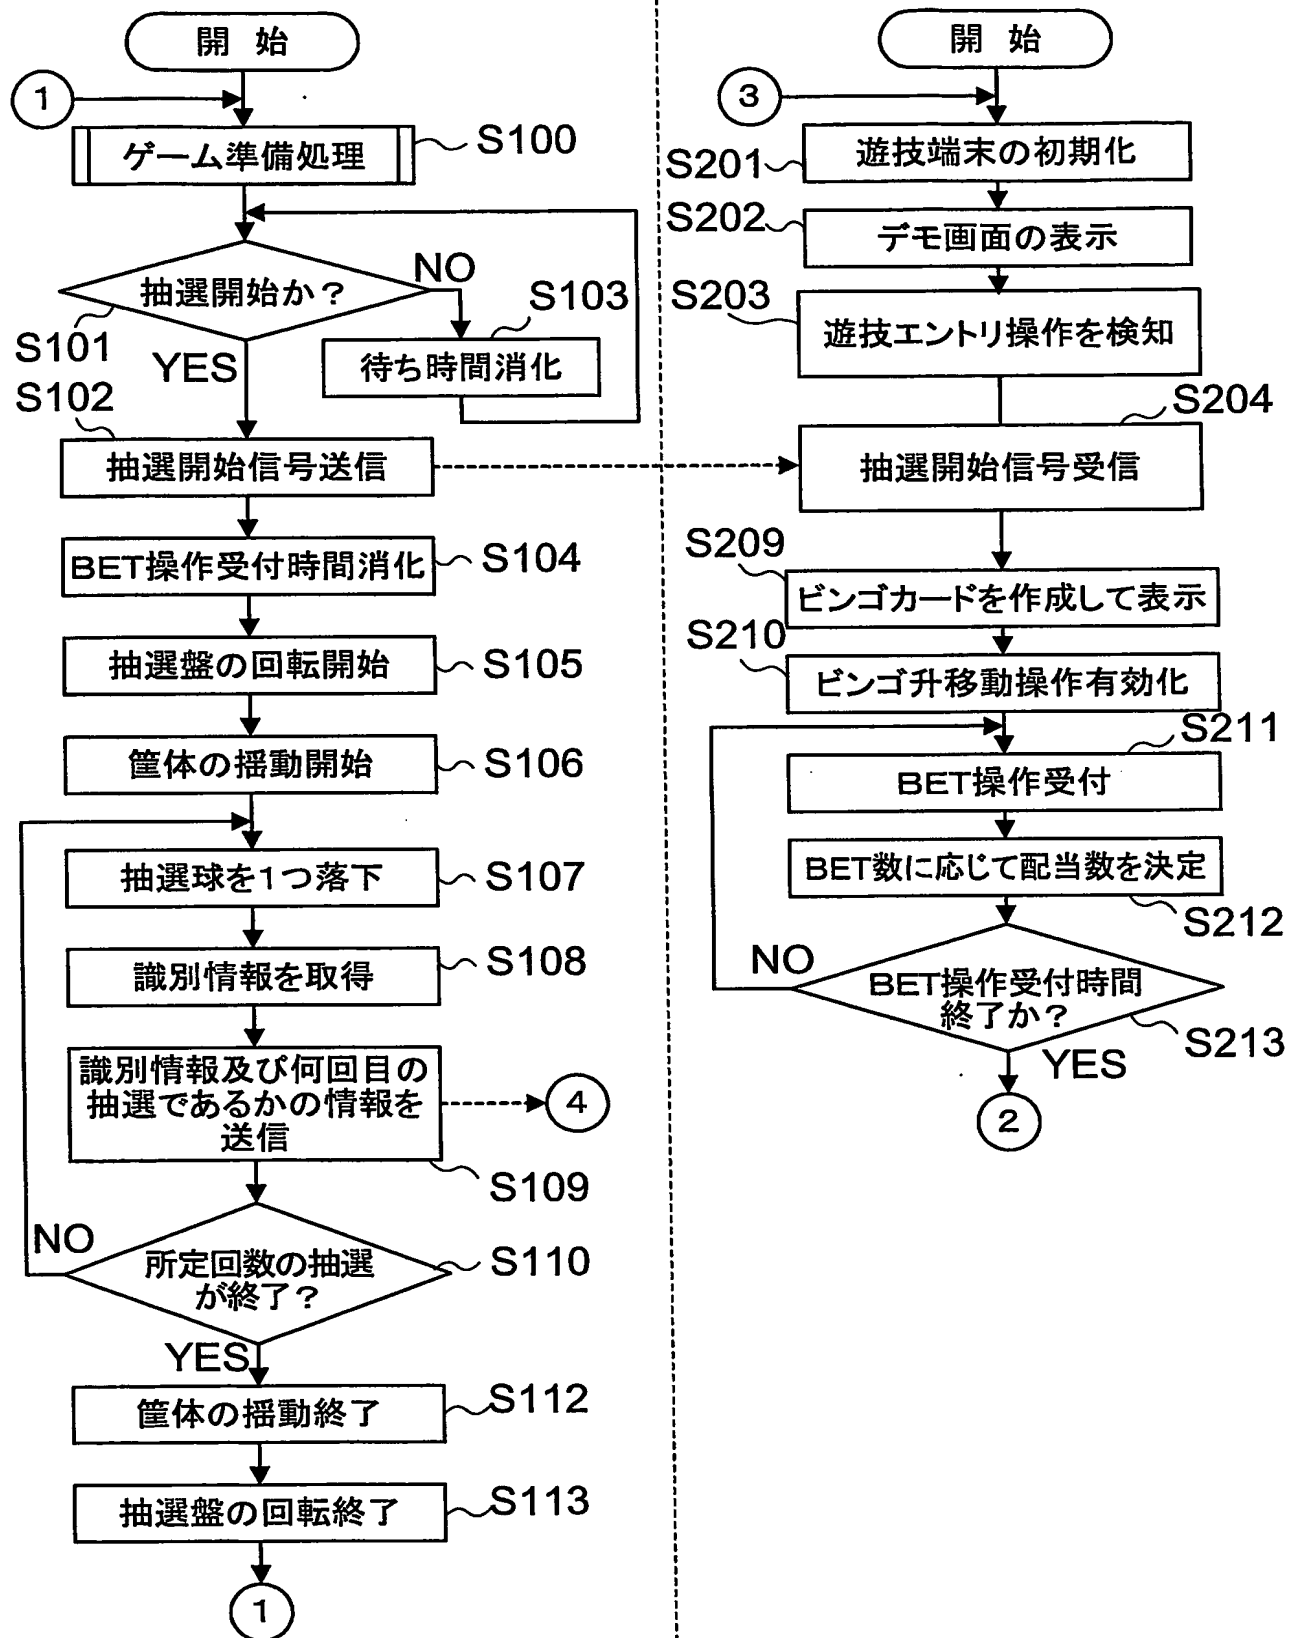 開 始
1
ゲーム準備処理
S100
抽選開始か？
NO
S101
S103
待ち時間消化
YES
S102
抽選開始信号送信
BET操作受付時間消化
S104
抽選盤の回転開始
S105
筐体の揺動開始
S106
抽選球を1つ落下
S107
識別情報を取得
S108
識別情報及び何回目の
抽選であるかの情報を
送信
4
S109
NO
所定回数の抽選
が終了？
S110
YES
筐体の揺動終了
S112
抽選盤の回転終了
S113
1
開 始
3
S201
遊技端末の初期化
S202
デモ画面の表示
S203
遊技エントリ操作を検知
S204
抽選開始信号受信
S209
ビンゴカードを作成して表示
S210
ビンゴ升移動操作有効化
S211
BET操作受付
BET数に応じて配当数を決定
S212
NO
BET操作受付時間
終了か？
S213
YES
2